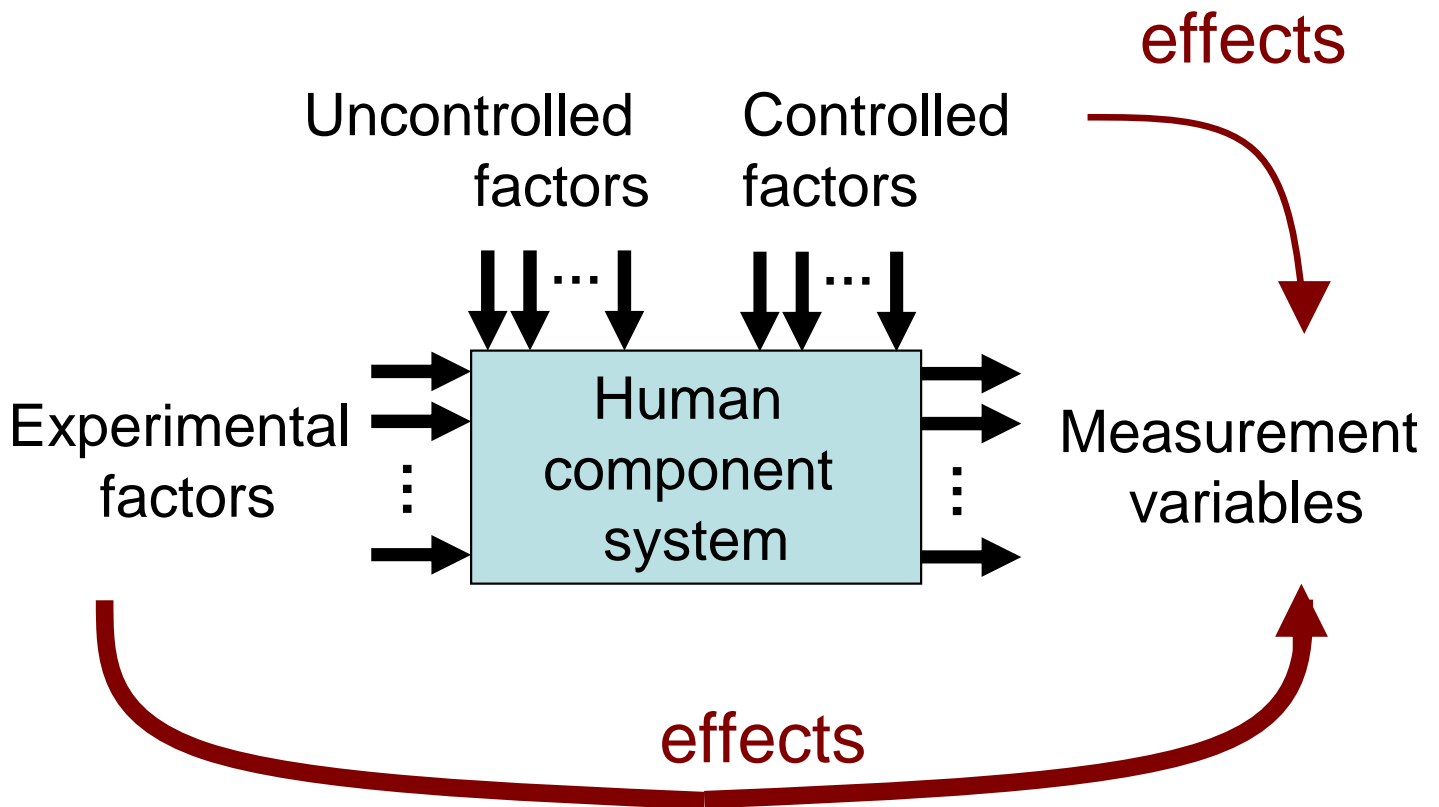 effects
Uncontrolled
factors
Controlled
factors
...
...
Experimental
factors
...
Human
component
system
...
Measurement
variables
effects